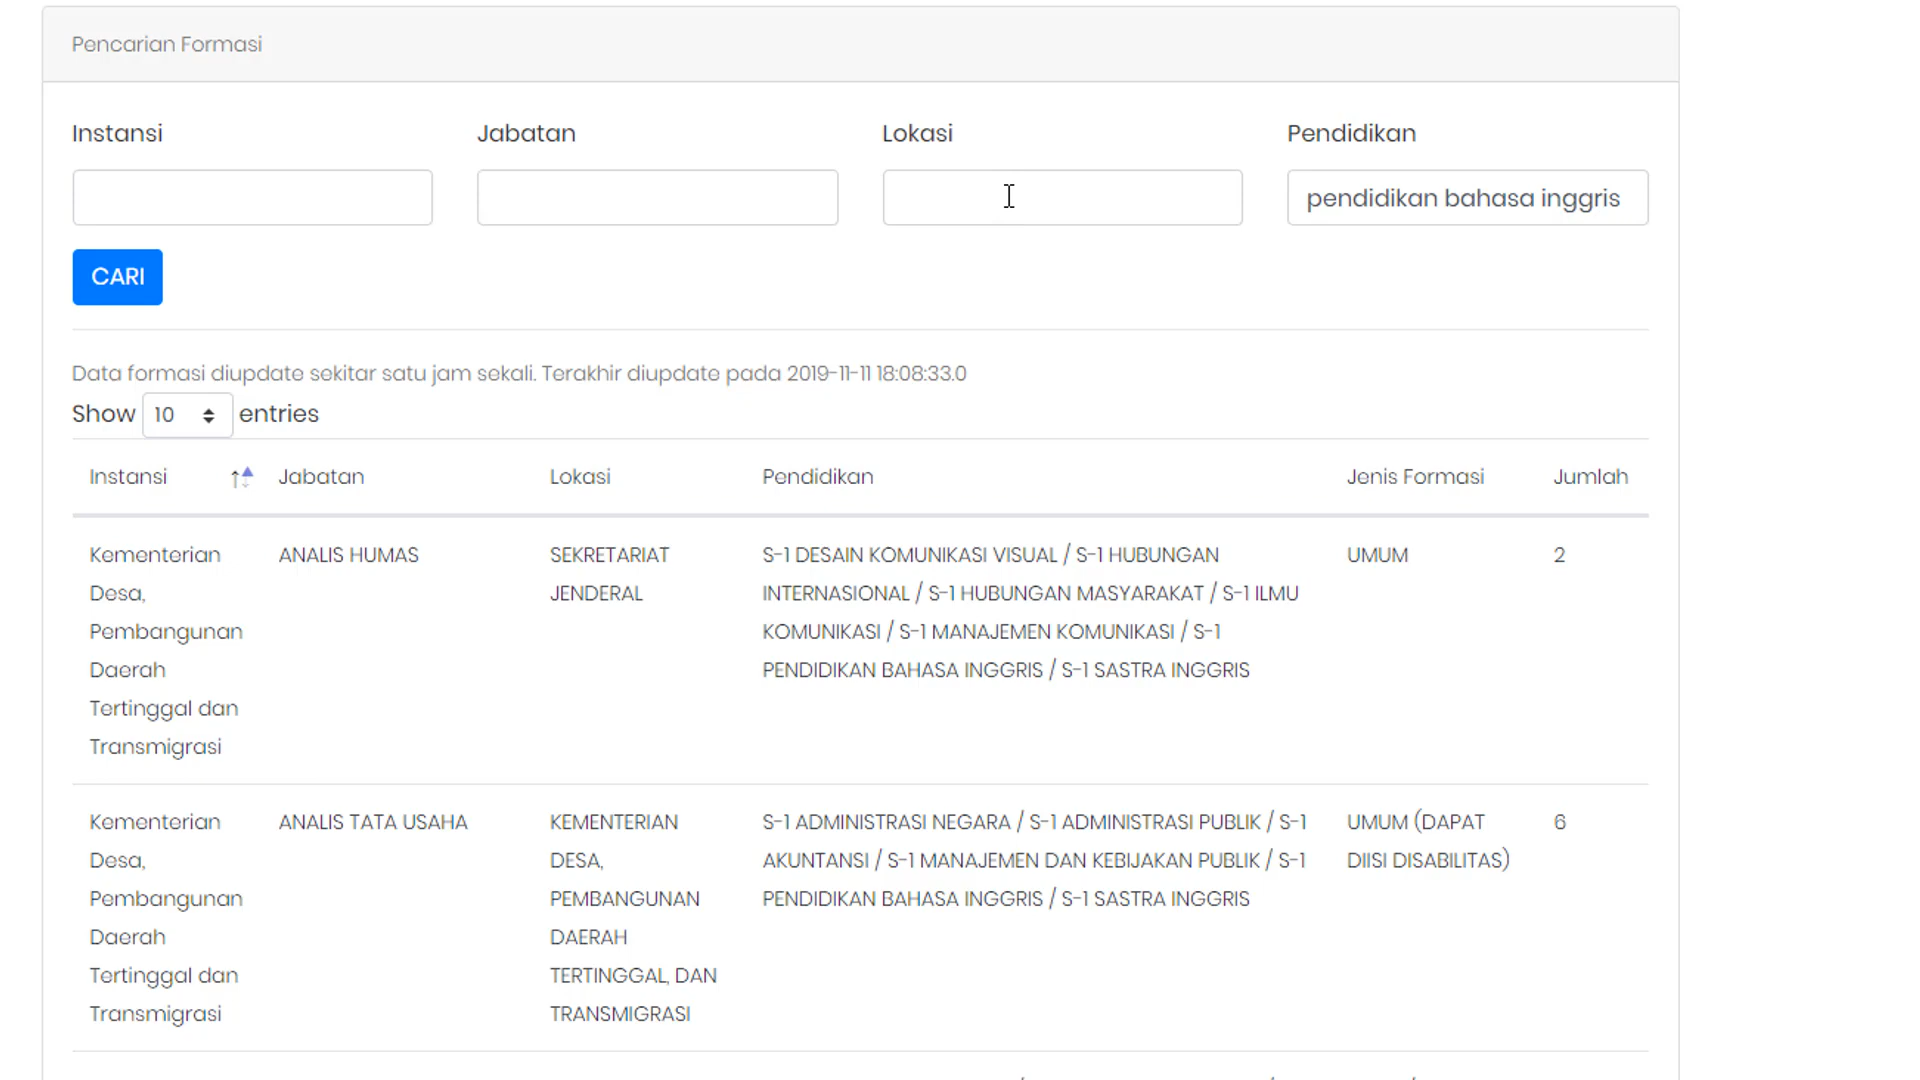 Pencarian Formasi
Instansi Jabatan Lokasi Pendidikan
pendidikan bahasa inggris
CARI
Data formasi diupdate sekitar satu jam sekali. Terakhir diupdate pada 2019-11-11 18:08:33.0
Show 10 entries
Instansi Jabatan Lokasi Pendidikan Jenis Formasi Jumlah
Kementerian ANALIS HUMAS SEKRETARIAT S-1 DESAIN KOMUNIKASI VISUAL / S-1 HUBUNGAN UMUM 2
Desa, JENDERAL INTERNASIONAL / S-1 HUBUNGAN MASYARAKAT / S-1 ILMU
Pembangunan KOMUNIKASI / S-1 MANAJEMEN KOMUNIKASI / S-1
Daerah PENDIDIKAN BAHASA INGGRIS / S-1 SASTRA INGGRIS
Tertinggal dan
Transmigrasi
Kementerian ANALIS TATA USAHA KEMENTERIAN S-1 ADMINISTRASI NEGARA / S-1 ADMINISTRASI PUBLIK / S-1 UMUM (DAPAT 6
Desa, DESA, AKUNTANSI / S-1 MANAJEMEN DAN KEBIJAKAN PUBLIK / S-1 DIISI DISABILITAS)
Pembangunan PEMBANGUNAN PENDIDIKAN BAHASA INGGRIS / S-1 SASTRA INGGRIS
Daerah DAERAH
Tertinggal dan TERTINGGAL, DAN
Transmigrasi TRANSMIGRASI